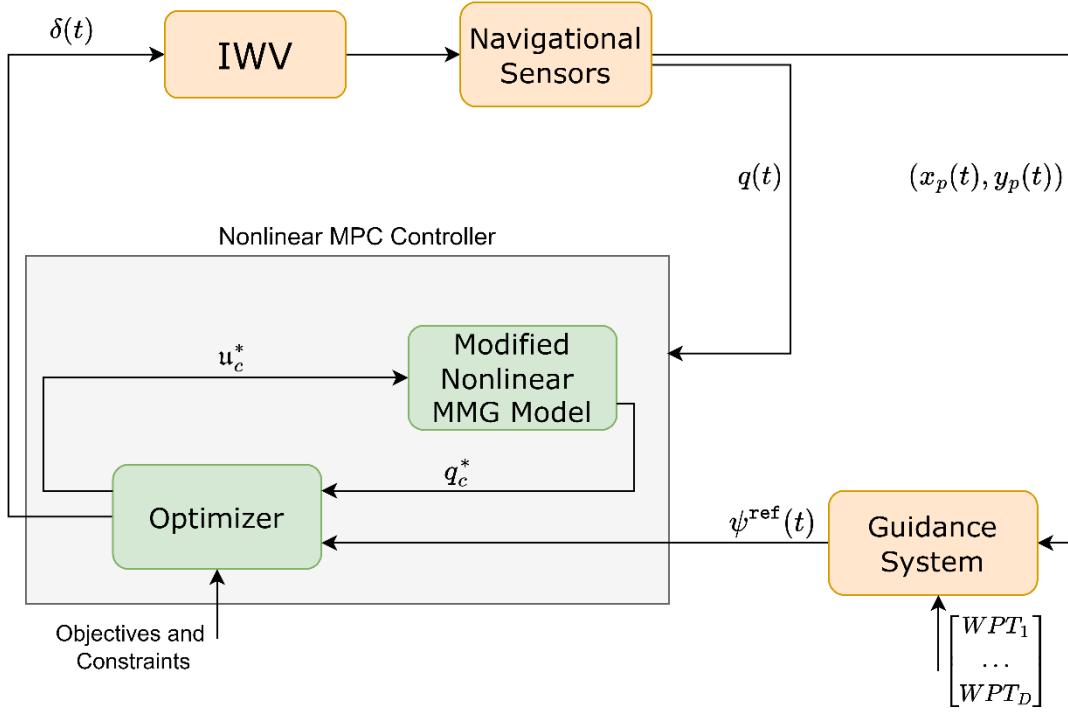 δ(t)
IWV
Navigational
Sensors
q(t)
(x_p(t), y_p(t))
Nonlinear MPC Controller
𝔲_c^*
Modified
Nonlinear
MMG Model
q_c^*
Optimizer
ψ^ref(t)
Guidance
System
Objectives and
Constraints
[WPT_1
...
WPT_D]